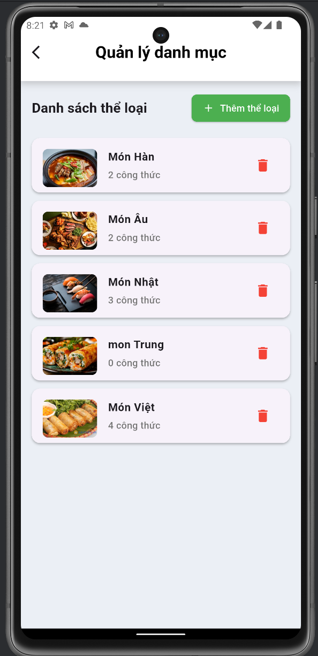 8:21
Quản lý danh mục
Danh sách thể loại
+ Thêm thể loại
Món Hàn
2 công thức
Món Âu
2 công thức
Món Nhật
3 công thức
mon Trung
0 công thức
Món Việt
4 công thức